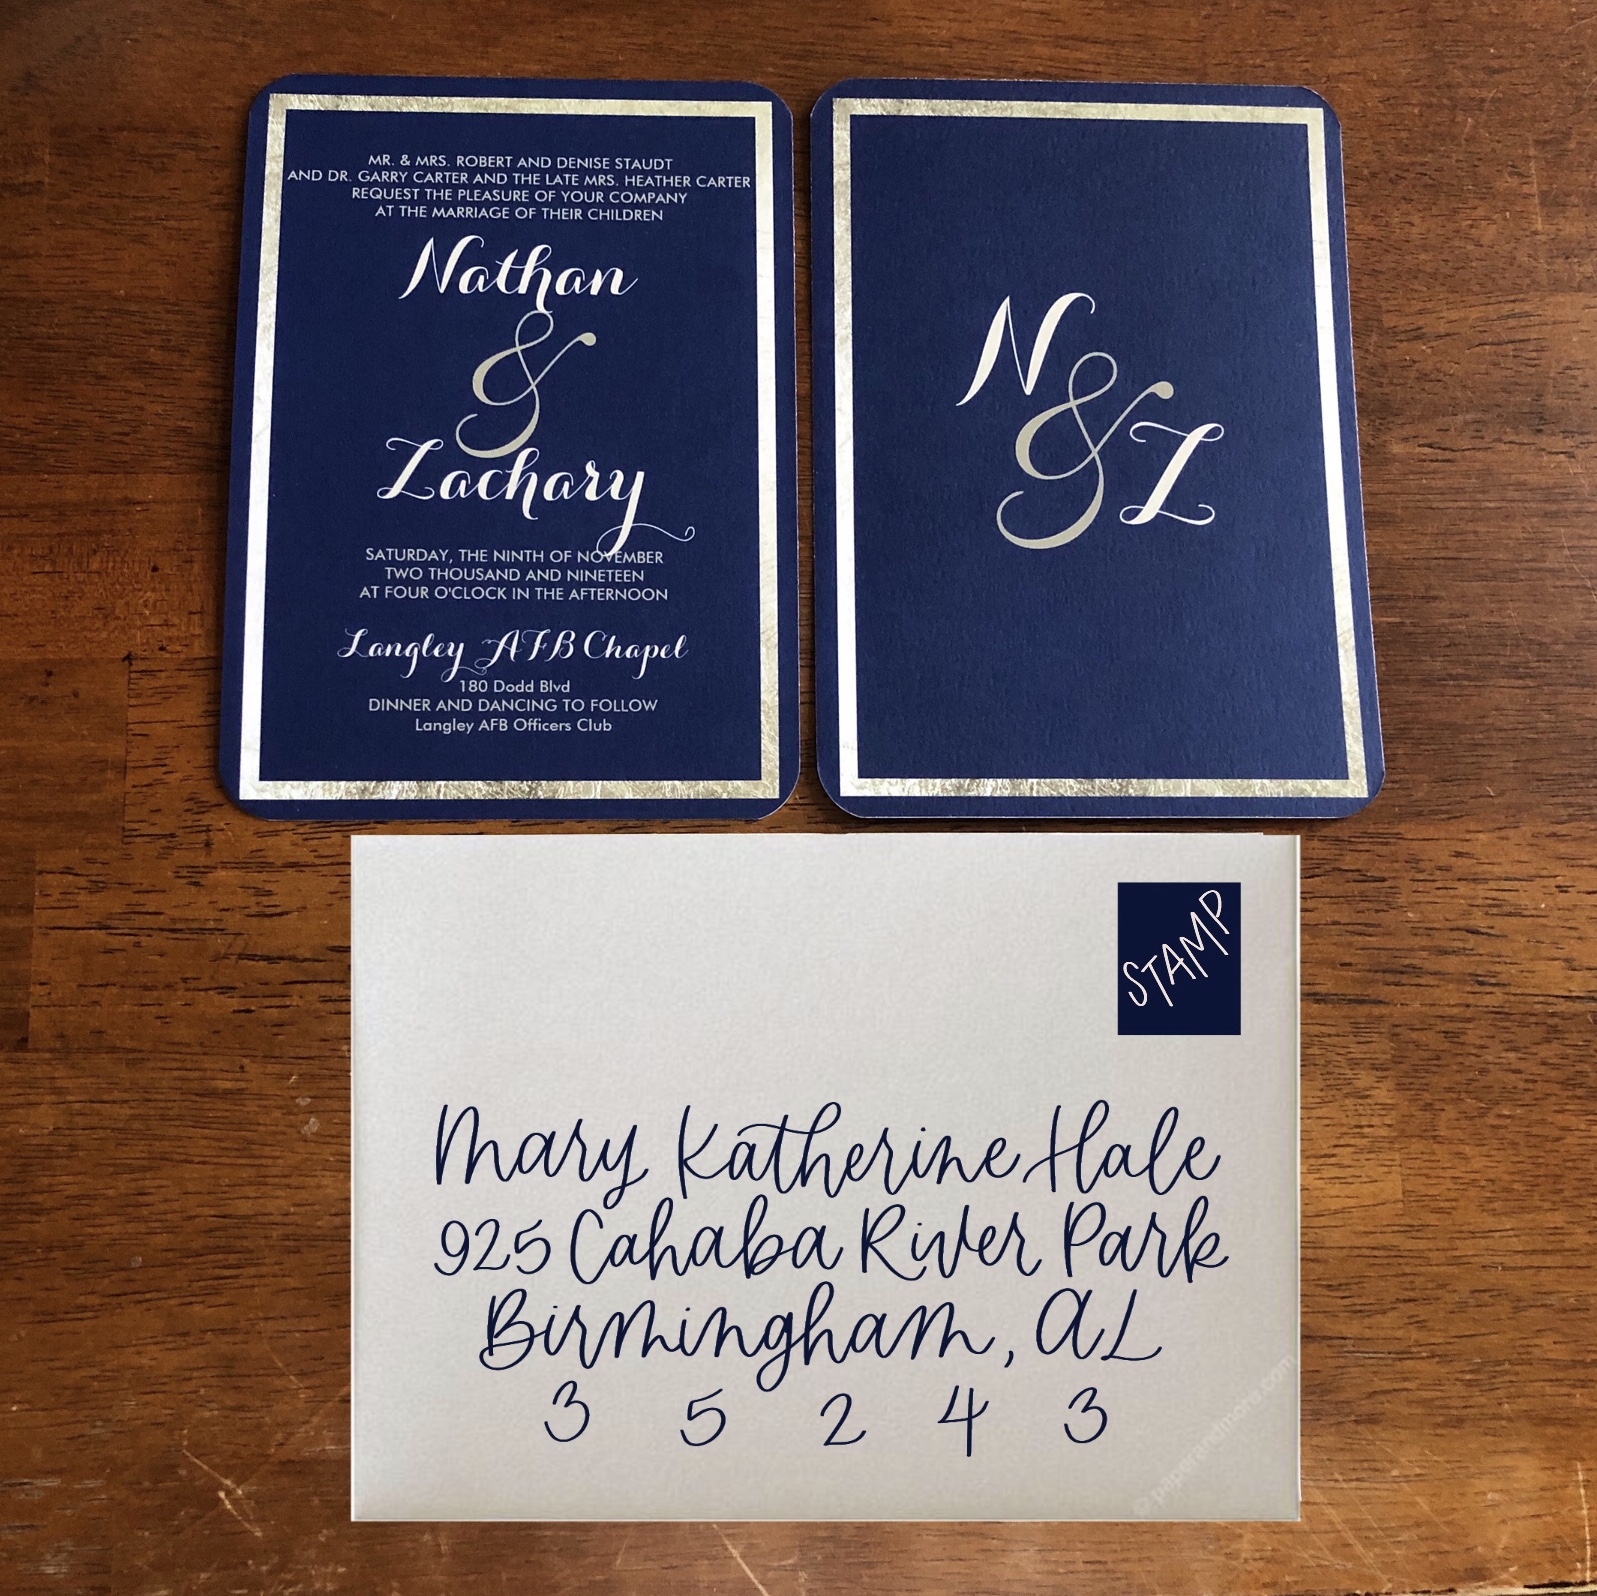 MR. & MRS. ROBERT AND DENISE STAUDT
AND DR. GARRY CARTER AND THE LATE MRS. HEATHER CARTER
REQUEST THE PLEASURE OF YOUR COMPANY
AT THE MARRIAGE OF THEIR CHILDREN
Nathan
&
Zachary
SATURDAY, THE NINTH OF NOVEMBER
TWO THOUSAND AND NINETEEN
AT FOUR O'CLOCK IN THE AFTERNOON
Langley AFB Chapel
180 Dodd Blvd
DINNER AND DANCING TO FOLLOW
Langley AFB Officers Club
N
&
Z
STAMP
Mary Katherine Hale
925 Cahaba River Park
Birmingham, AL
3 5 2 4 3